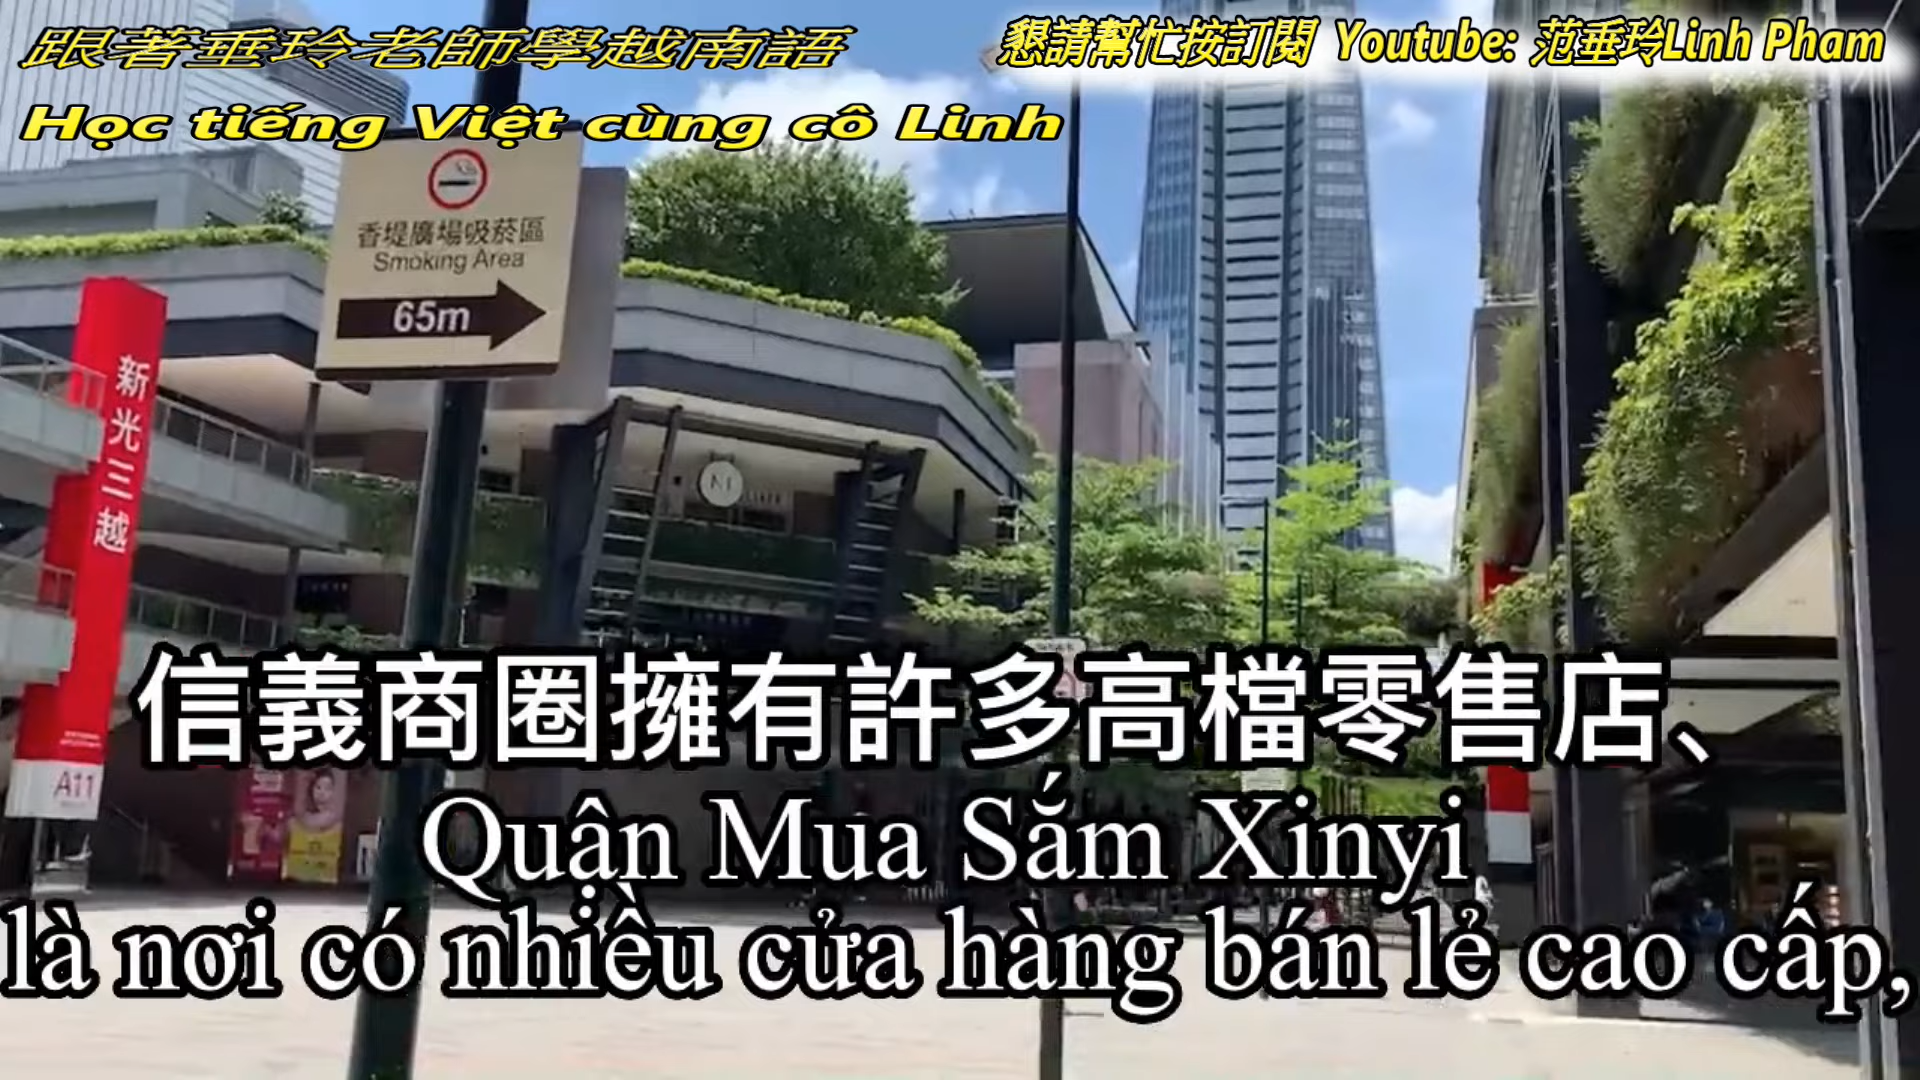 跟著垂玲老師學越南語
懇請幫忙按訂閱 Youtube: 范垂玲Linh Pham
Học tiếng Việt cùng cô Linh
香堤廣場吸菸區
Smoking Area
65m
新光三越
A11
信義商圈擁有許多高檔零售店、
Quận Mua Sắm Xinyi
là nơi có nhiều cửa hàng bán lẻ cao cấp,